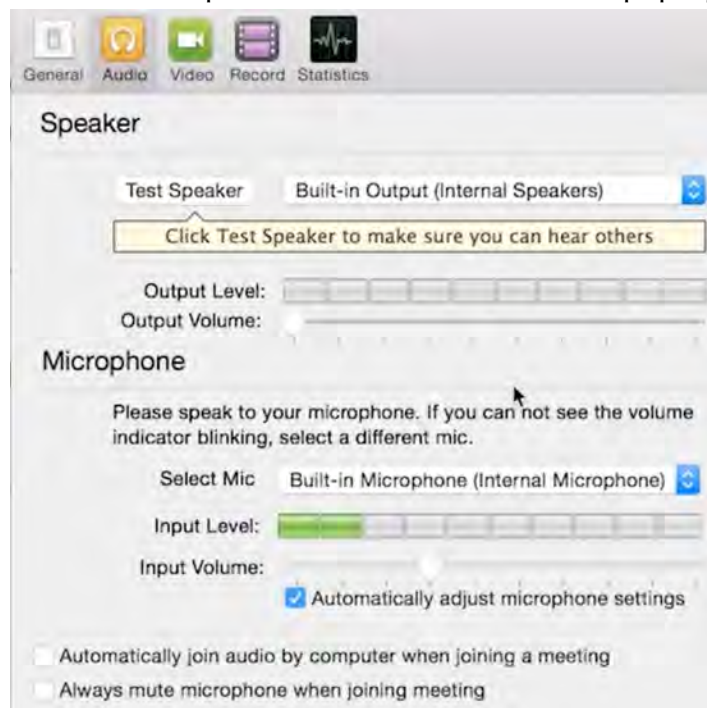 General Audio Video Record Statistics
Speaker
Test Speaker Built-in Output (Internal Speakers)
Click Test Speaker to make sure you can hear others
Output Level:
Output Volume:
Microphone
Please speak to your microphone. If you can not see the volume
indicator blinking, select a different mic.
Select Mic Built-in Microphone (Internal Microphone)
Input Level:
Input Volume:
Automatically adjust microphone settings
Automatically join audio by computer when joining a meeting
Always mute microphone when joining meeting